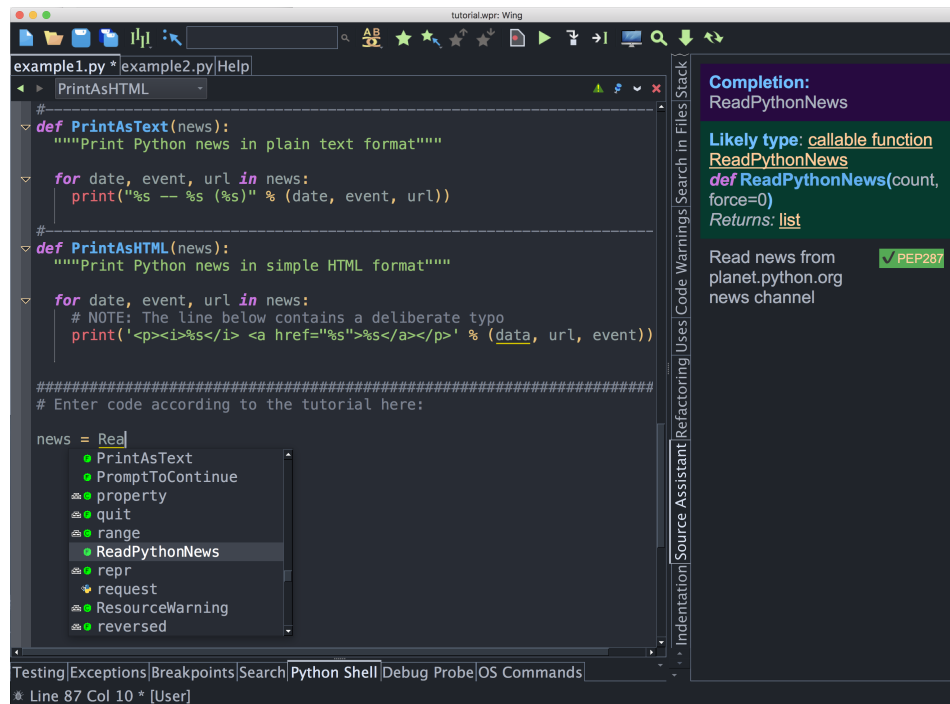 tutorial.wpr: Wing
AB
example1.py * example2.py Help
PrintAsHTML
#--------------------------------------------------------------------
def PrintAsText(news):
"""Print Python news in plain text format"""
for date, event, url in news:
print("%s -- %s (%s)" % (date, event, url))
#--------------------------------------------------------------------
def PrintAsHTML(news):
"""Print Python news in simple HTML format"""
for date, event, url in news:
# NOTE: The line below contains a deliberate typo
print('<p><i>%s</i> <a href="%s">%s</a></p>' % (data, url, event))
#####################################################################
# Enter code according to the tutorial here:
news = Rea
PrintAsText
PromptToContinue
property
quit
range
ReadPythonNews
repr
request
ResourceWarning
reversed
Testing Exceptions Breakpoints Search Python Shell Debug Probe OS Commands
Line 87 Col 10 * [User]
Stack
Search in Files
Code Warnings
Uses
Refactoring
Source Assistant
Indentation
Completion:
ReadPythonNews
Likely type: callable function
ReadPythonNews
def ReadPythonNews(count,
force=0)
Returns: list
Read news from
planet.python.org
news channel
✓PEP287